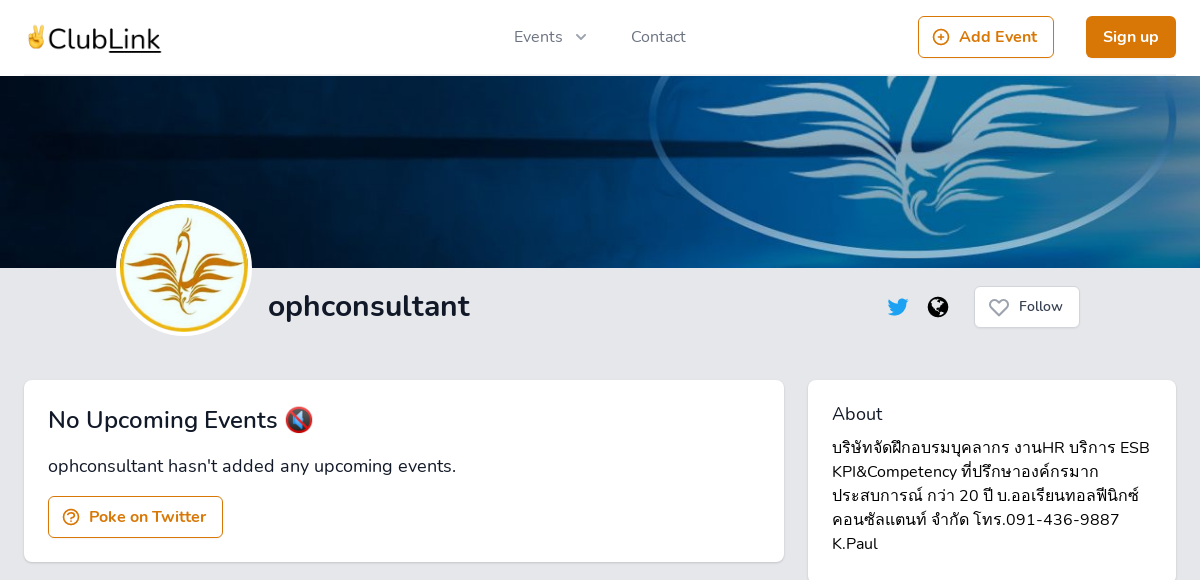 ✌ClubLink
Events
Contact
Add Event
Sign up
ophconsultant
Follow
No Upcoming Events 🔇
ophconsultant hasn't added any upcoming events.
Poke on Twitter
About
บริษัทจัดฝึกอบรมบุคลากร งานHR บริการ ESB
KPI&Competency ที่ปรึกษาองค์กรมาก
ประสบการณ์ กว่า 20 ปี บ.ออเรียนทอลฟีนิกซ์
คอนซัลแตนท์ จำกัด โทร.091-436-9887
K.Paul